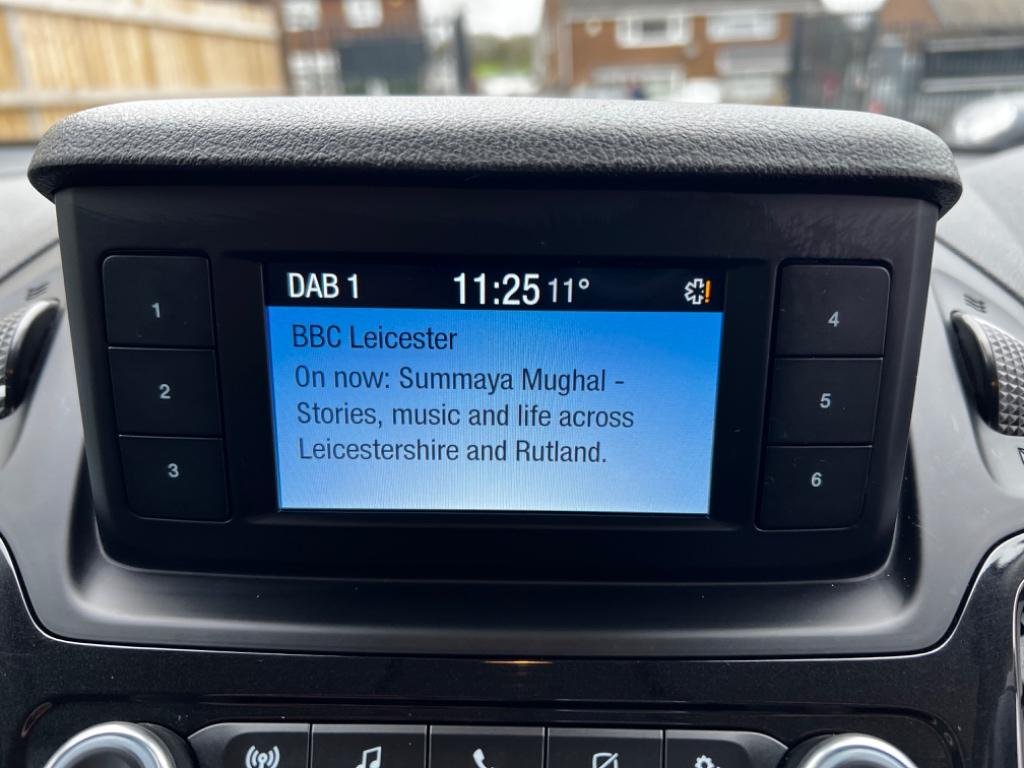 DAB 1 11:25 11°
BBC Leicester
On now: Summaya Mughal -
Stories, music and life across
Leicestershire and Rutland.
1
2
3
4
5
6